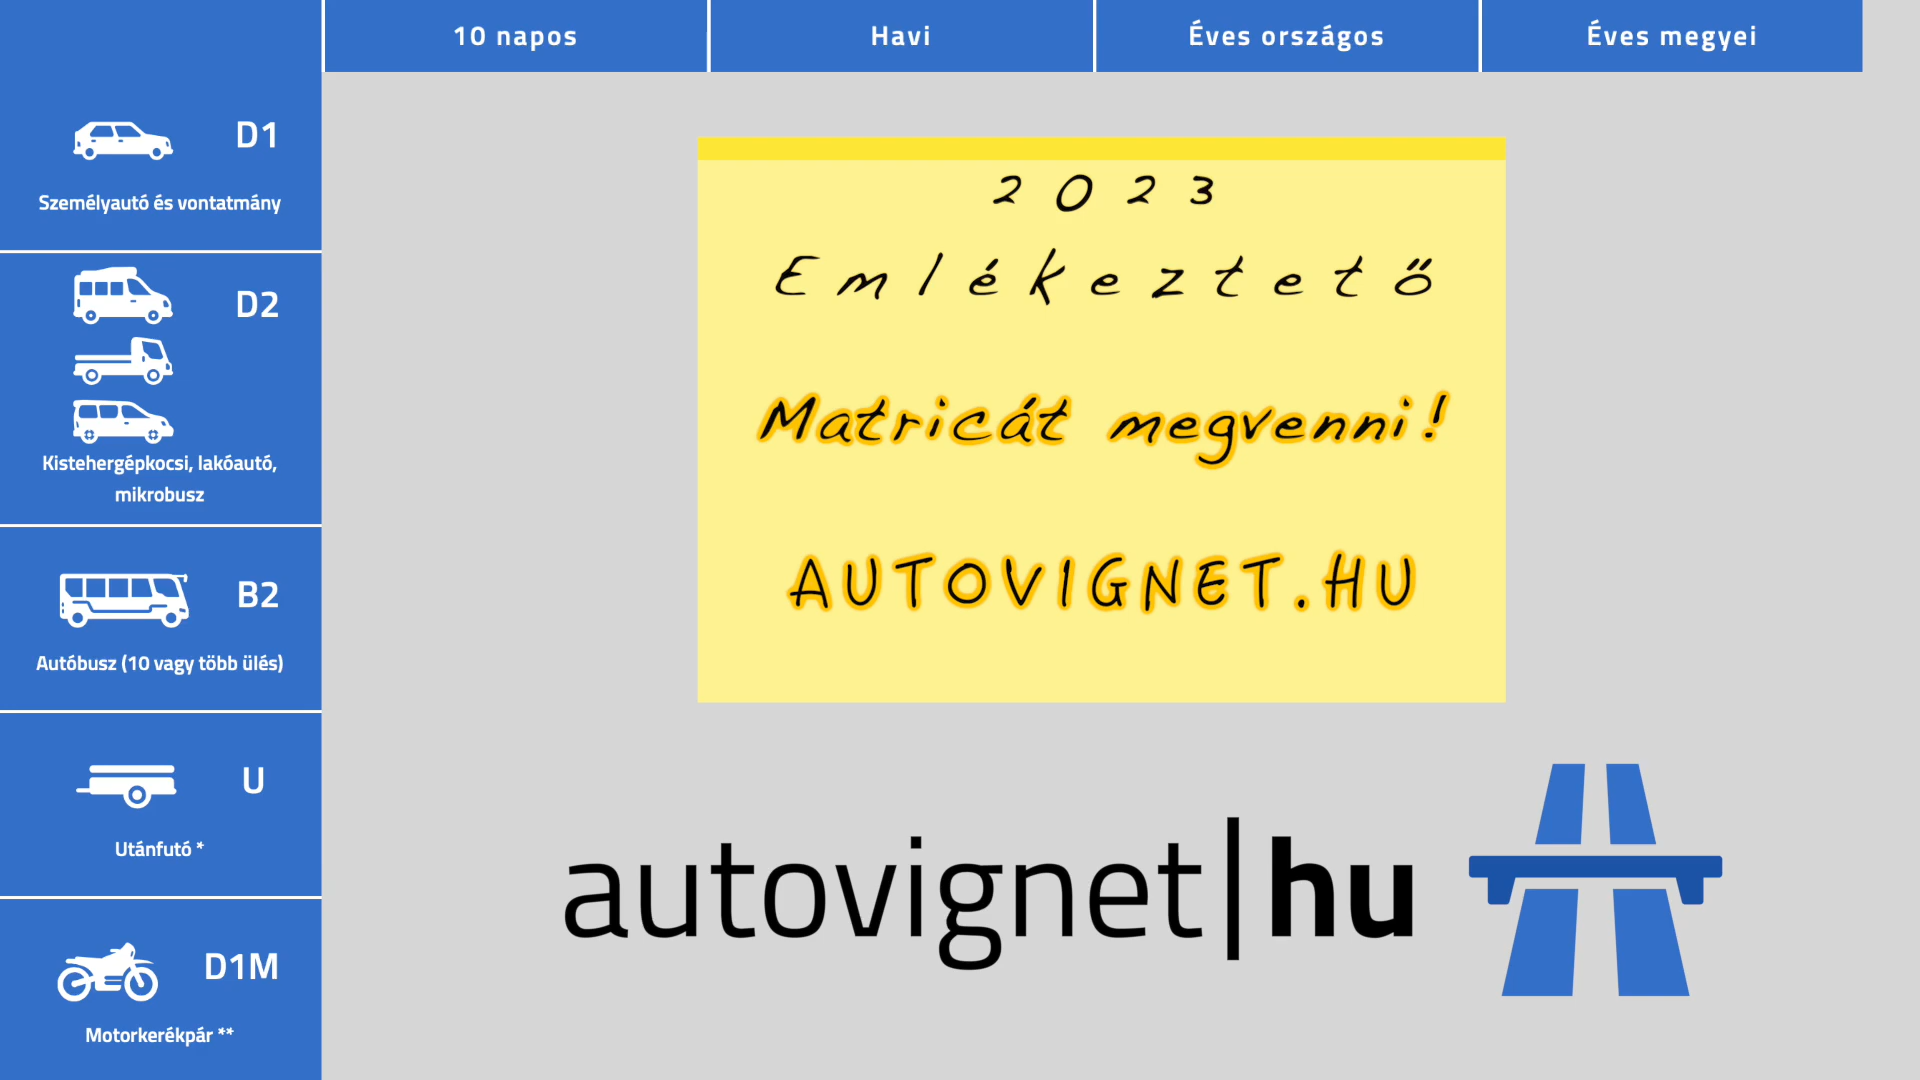 10 napos
Havi
Éves országos
Éves megyei
D1
Személyautó és vontatmány
D2
Kistehergépkocsi, lakóautó,
mikrobusz
B2
Autóbusz (10 vagy több ülés)
U
Utánfutó *
D1M
Motorkerékpár **
2023
Emlékeztető
Matricát megvenni!
AUTOVIGNET.HU
autovignet|hu